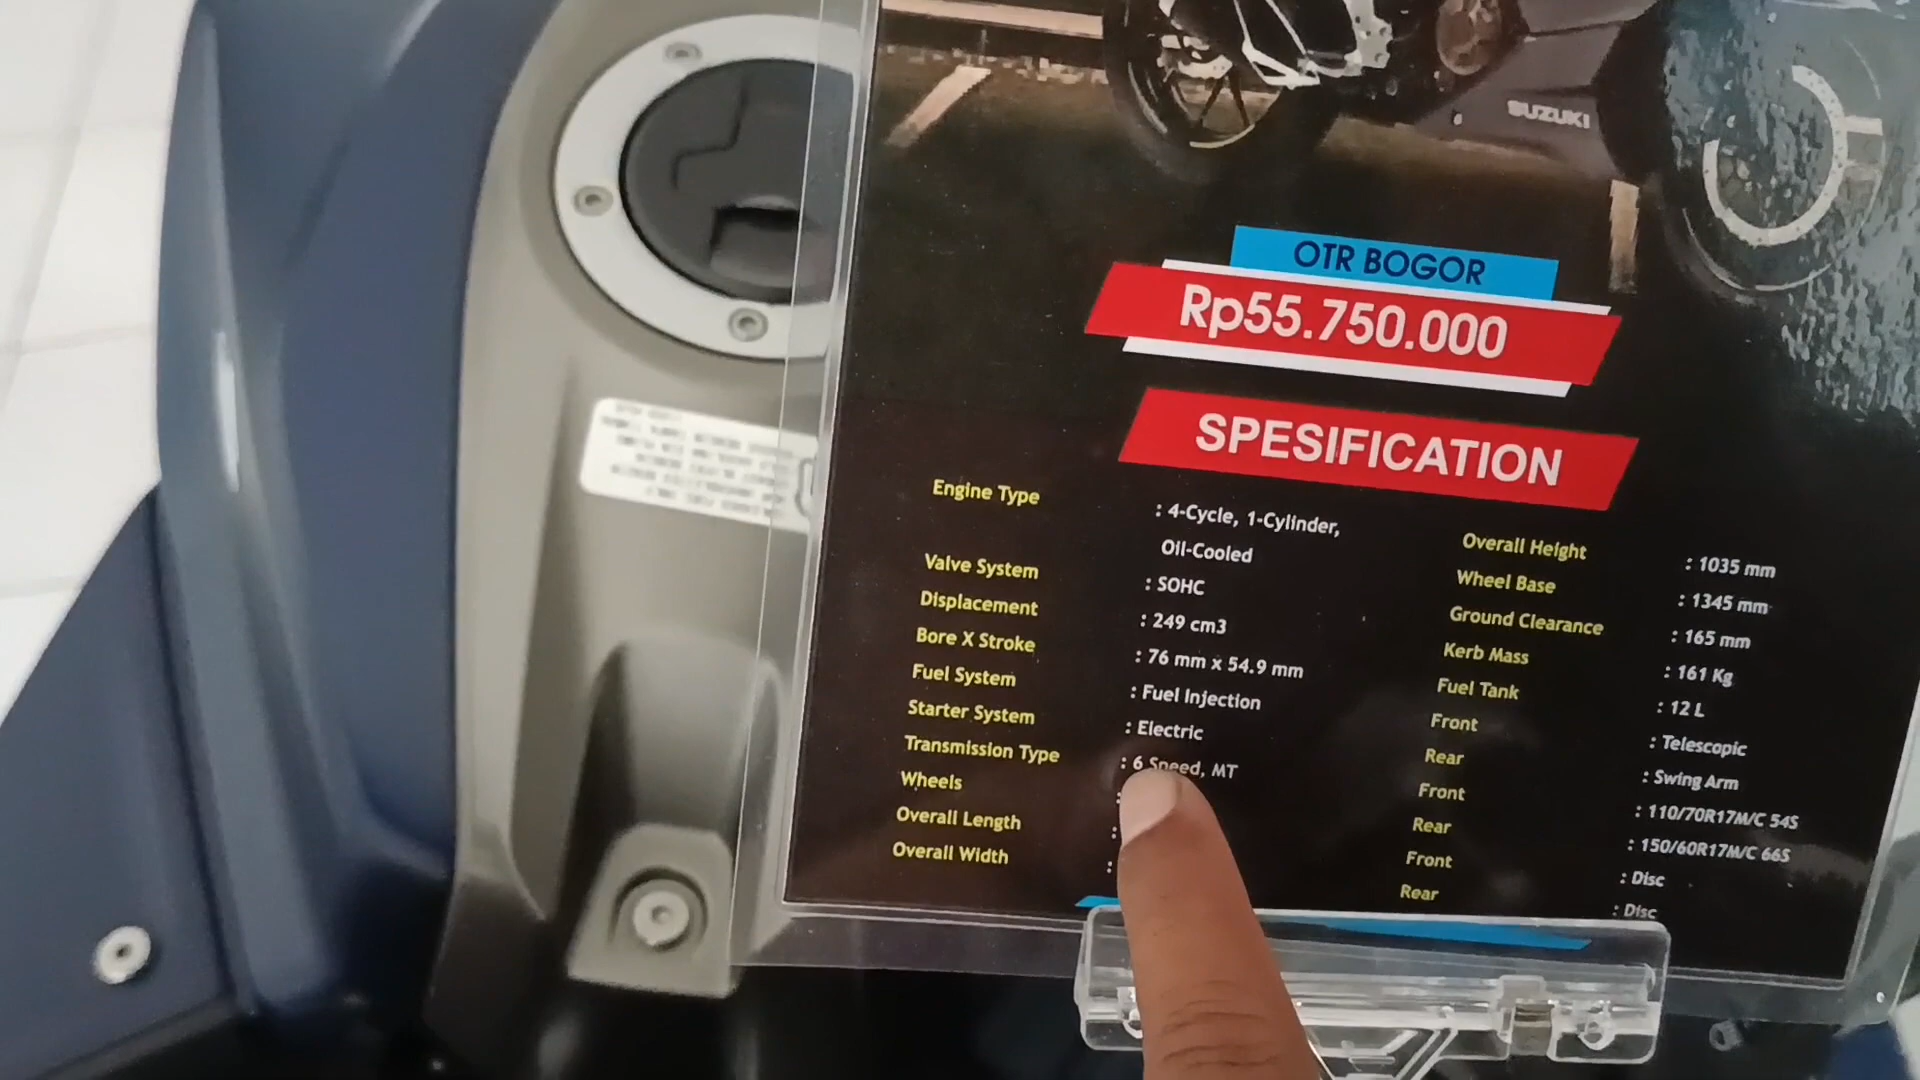 SUZUKI
OTR BOGOR
Rp55.750.000
SPESIFICATION
Engine Type : 4-Cycle, 1-Cylinder,
Oil-Cooled
Valve System : SOHC
Displacement : 249 cm3
Bore X Stroke : 76 mm x 54.9 mm
Fuel System : Fuel Injection
Starter System : Electric
Transmission Type : 6 Speed, MT
Wheels :
Overall Length :
Overall Width :
Overall Height : 1035 mm
Wheel Base : 1345 mm
Ground Clearance : 165 mm
Kerb Mass : 161 Kg
Fuel Tank : 12 L
Front : Telescopic
Rear : Swing Arm
Front : 110/70R17M/C 54S
Rear : 150/60R17M/C 66S
Front : Disc
Rear : Disc